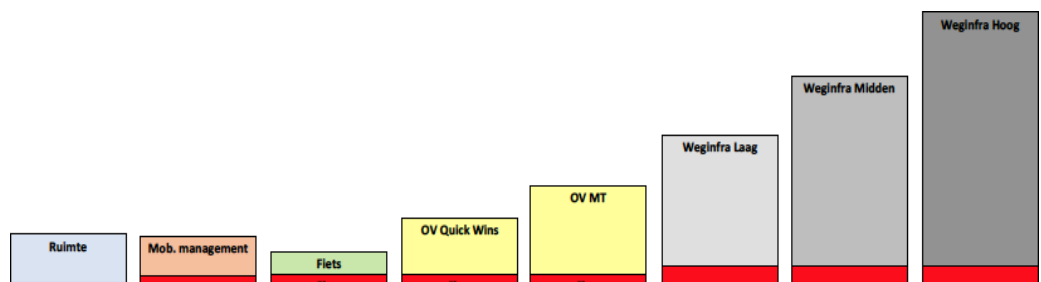 Weginfra Hoog
Weginfra Midden
Weginfra Laag
OV MT
OV Quick Wins
Ruimte
Mob. management
Fiets